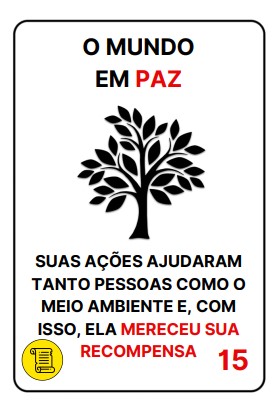 O MUNDO
EM PAZ
SUAS AÇÕES AJUDARAM
TANTO PESSOAS COMO O
MEIO AMBIENTE E, COM
ISSO, ELA MERECEU SUA
RECOMPENSA
15